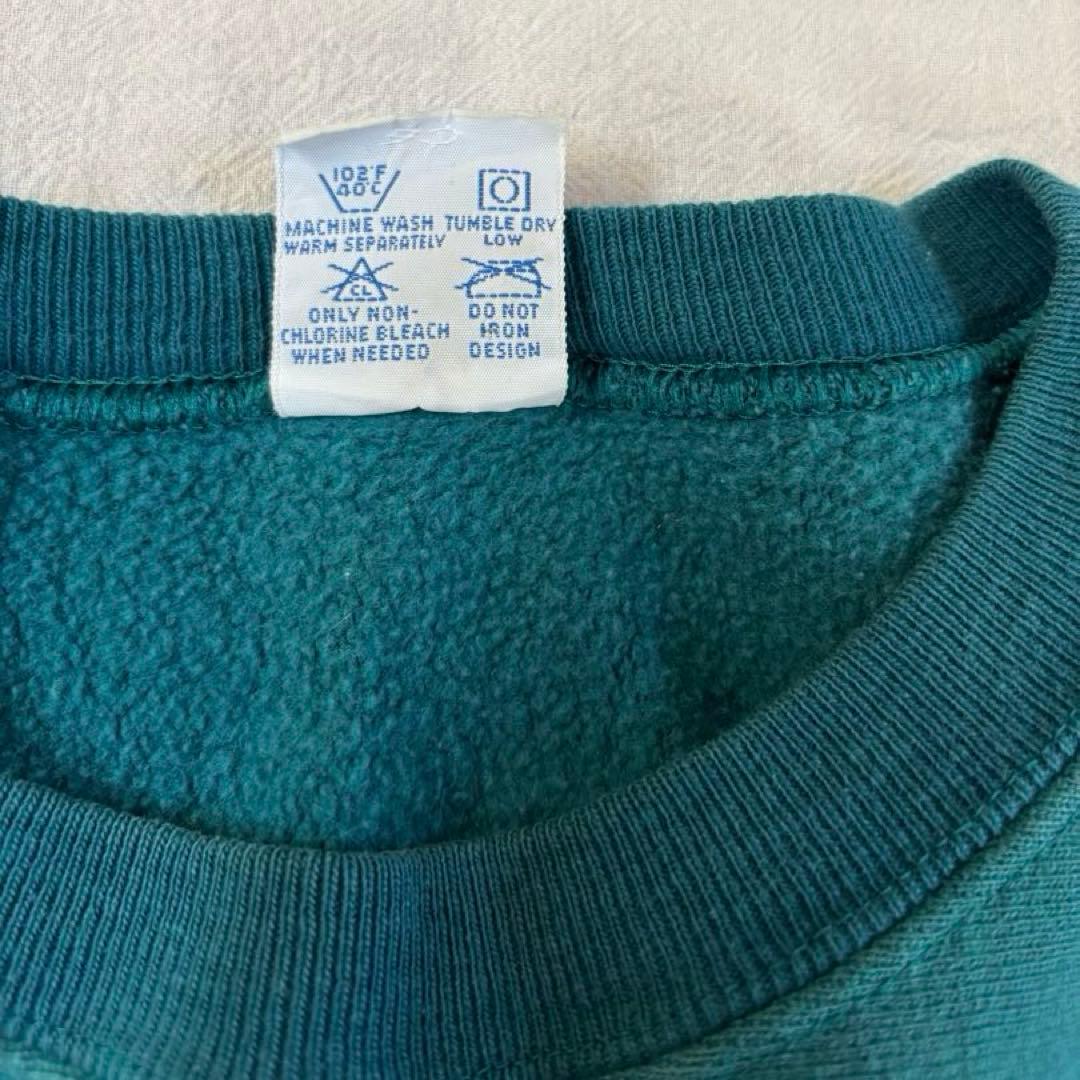 102°F
40°C
MACHINE WASH
WARM SEPARATELY
TUMBLE DRY
LOW
CL
ONLY NON-
CHLORINE BLEACH
WHEN NEEDED
DO NOT
IRON
DESIGN